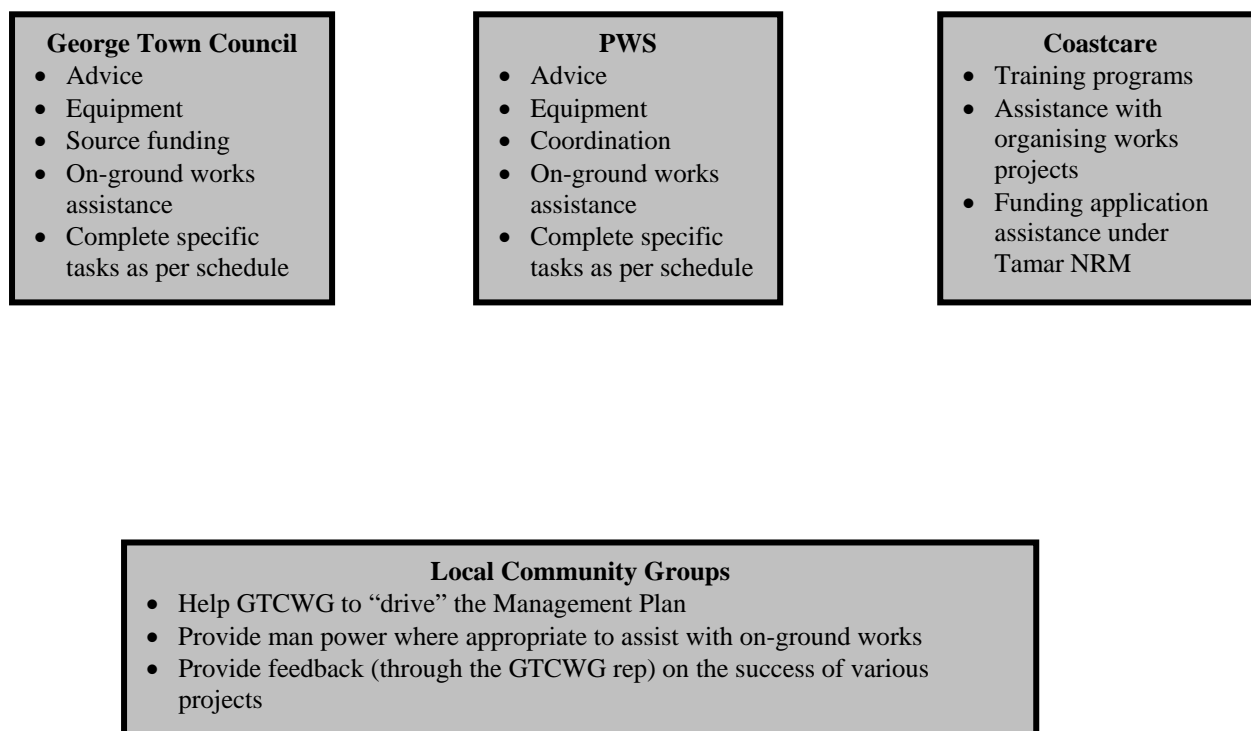 George Town Council
• Advice
• Equipment
• Source funding
• On-ground works
assistance
• Complete specific
tasks as per schedule
PWS
• Advice
• Equipment
• Coordination
• On-ground works
assistance
• Complete specific
tasks as per schedule
Coastcare
• Training programs
• Assistance with
organising works
projects
• Funding application
assistance under
Tamar NRM
Local Community Groups
• Help GTCWG to “drive” the Management Plan
• Provide man power where appropriate to assist with on-ground works
• Provide feedback (through the GTCWG rep) on the success of various
projects